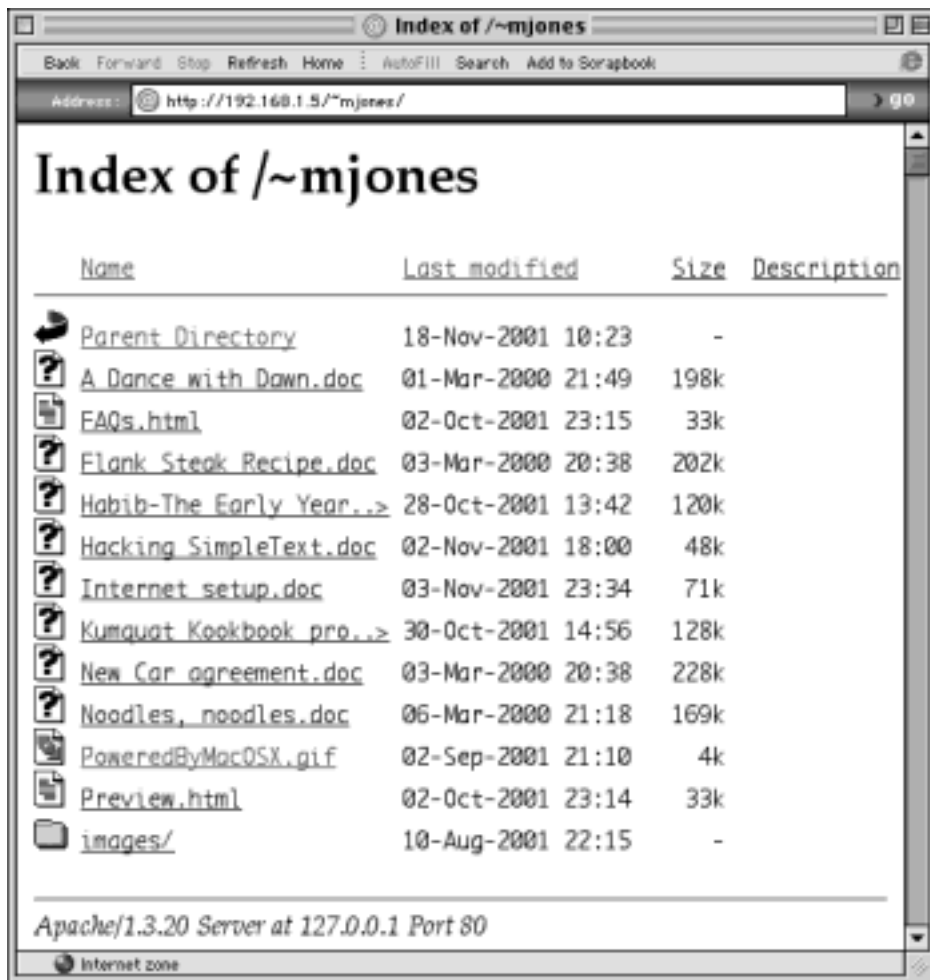 Index of /~mjones
Back Forward Stop Refresh Home AutoFill Search Add to Scrapbook
Address: http://192.168.1.5/~mjones/ go
Index of /~mjones
Name Last modified Size Description
Parent Directory 18-Nov-2001 10:23 -
A Dance with Dawn.doc 01-Mar-2000 21:49 198k
FAQs.html 02-Oct-2001 23:15 33k
Flank Steak Recipe.doc 03-Mar-2000 20:38 202k
Habib-The Early Year..> 28-Oct-2001 13:42 120k
Hacking SimpleText.doc 02-Nov-2001 18:00 48k
Internet setup.doc 03-Nov-2001 23:34 71k
Kumquat Kookbook pro..> 30-Oct-2001 14:56 128k
New Car agreement.doc 03-Mar-2000 20:38 228k
Noodles, noodles.doc 06-Mar-2000 21:18 169k
PoweredByMacOSX.gif 02-Sep-2001 21:10 4k
Preview.html 02-Oct-2001 23:14 33k
images/ 10-Aug-2001 22:15 -
Apache/1.3.20 Server at 127.0.0.1 Port 80
Internet zone